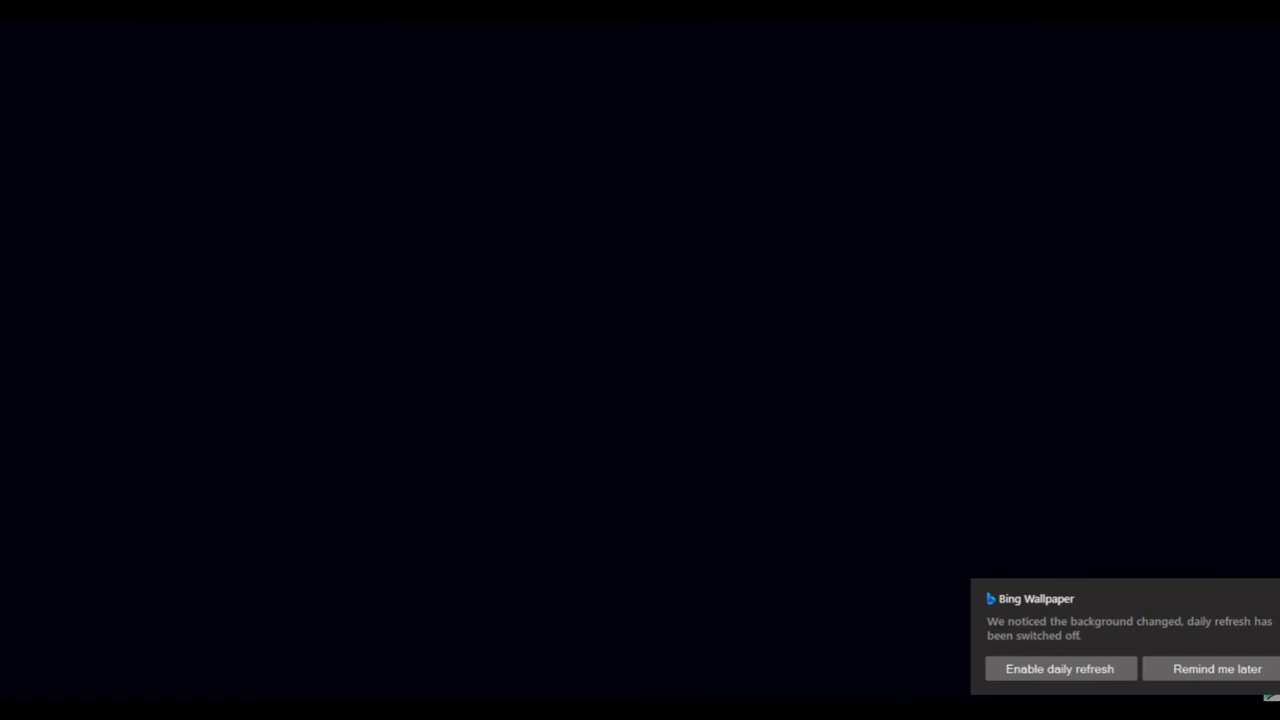 Bing Wallpaper
We noticed the background changed, daily refresh has
been switched off.
Enable daily refresh
Remind me later